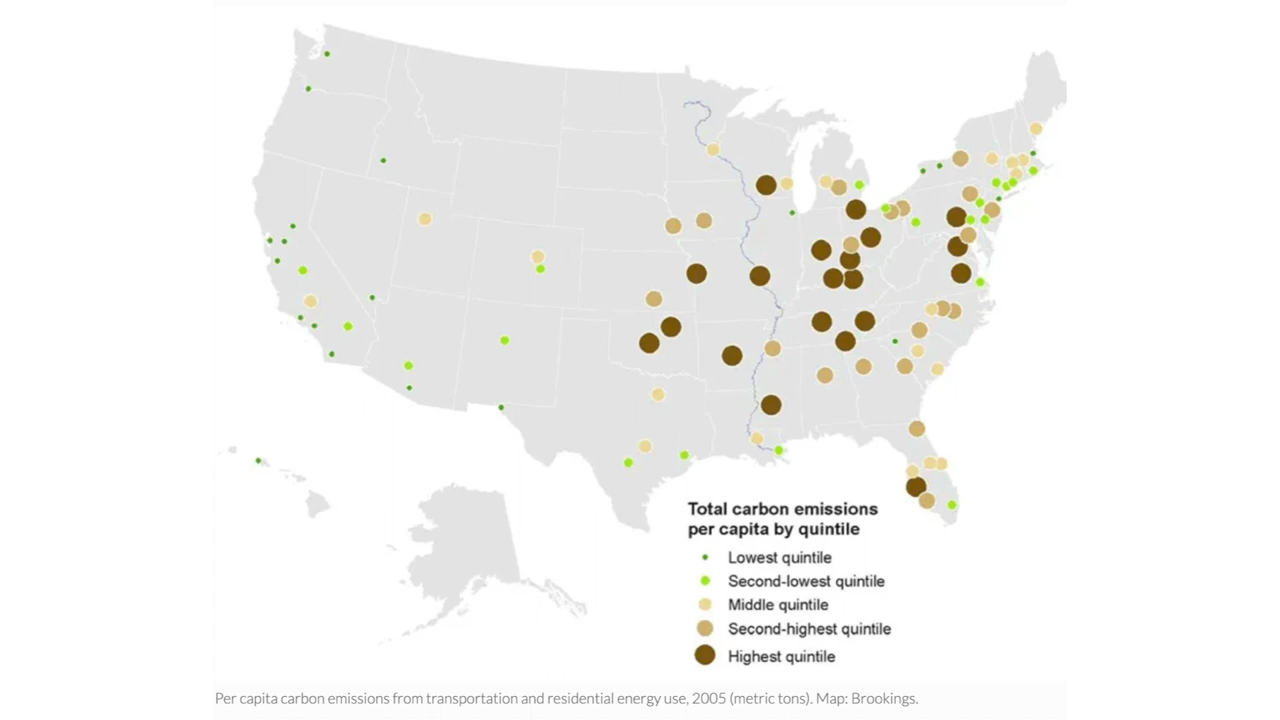 Total carbon emissions
per capita by quintile
Lowest quintile
Second-lowest quintile
Middle quintile
Second-highest quintile
Highest quintile
Per capita carbon emissions from transportation and residential energy use, 2005 (metric tons). Map: Brookings.